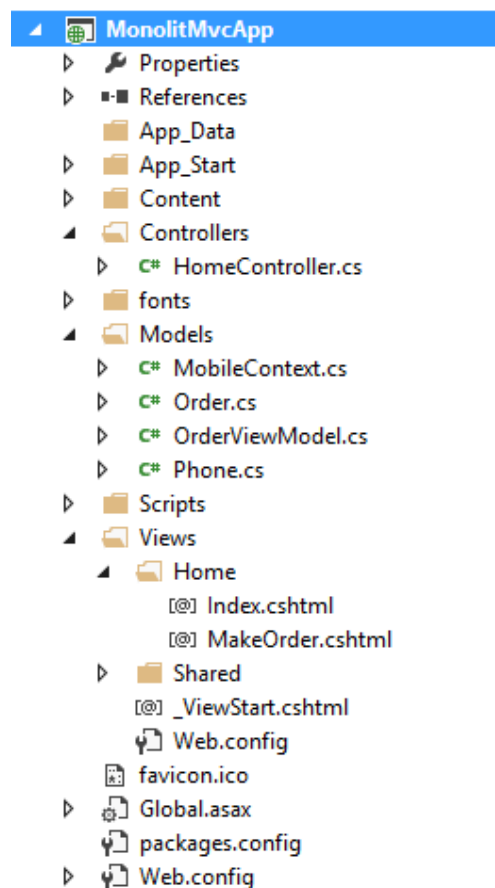 MonolitMvcApp
Properties
References
App_Data
App_Start
Content
Controllers
C# HomeController.cs
fonts
Models
C# MobileContext.cs
C# Order.cs
C# OrderViewModel.cs
C# Phone.cs
Scripts
Views
Home
[@] Index.cshtml
[@] MakeOrder.cshtml
Shared
[@] _ViewStart.cshtml
Web.config
favicon.ico
Global.asax
packages.config
Web.config